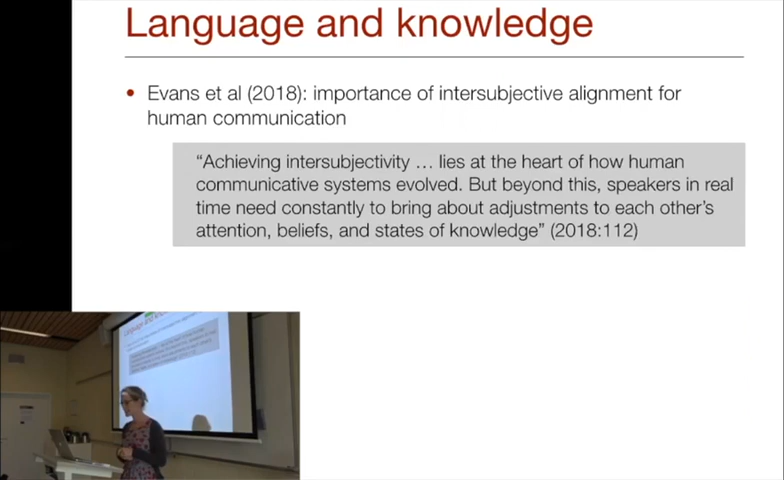 Language and knowledge
• Evans et al (2018): importance of intersubjective alignment for
human communication
“Achieving intersubjectivity … lies at the heart of how human
communicative systems evolved. But beyond this, speakers in real
time need constantly to bring about adjustments to each other’s
attention, beliefs, and states of knowledge” (2018:112)